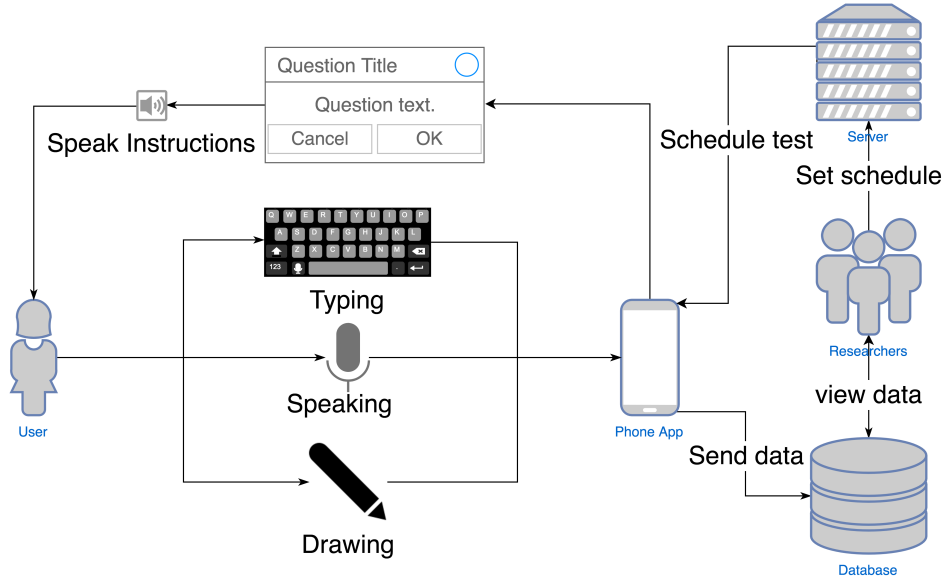 Question Title
Question text.
Cancel OK
Speak Instructions
Schedule test
Server
Set schedule
Q W E R T Y U I O P
A S D F G H J K L
Z X C V B N M
123 .
Typing
Researchers
Speaking
view data
User
Phone App
Send data
Drawing
Database